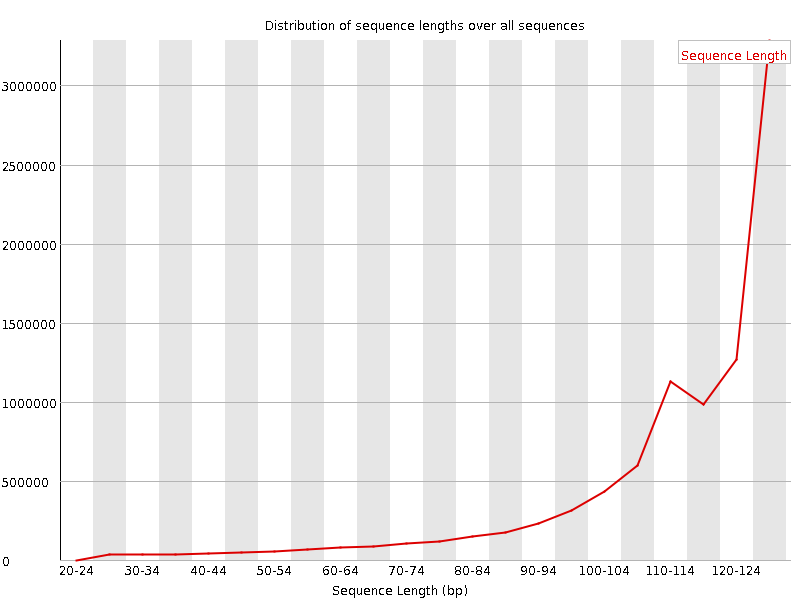 Distribution of sequence lengths over all sequences
Sequence Length
3000000
2500000
2000000
1500000
1000000
500000
0
20-24 30-34 40-44 50-54 60-64 70-74 80-84 90-94 100-104 110-114 120-124
Sequence Length (bp)